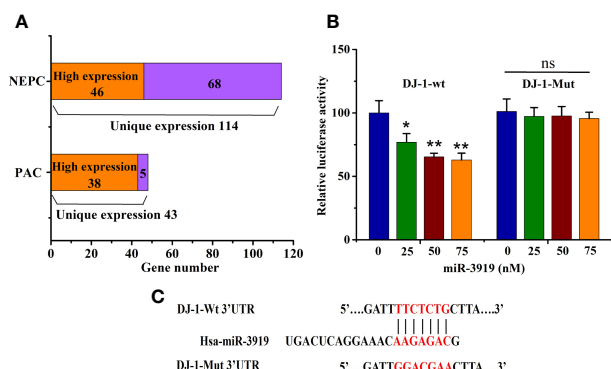 A
NEPC
High expression
46
68
Unique expression 114
PAC
High expression
38
5
Unique expression 43
0 20 40 60 80 100 120
Gene number
B
Relative luciferase activity
150
100
50
0
DJ-1-wt
ns
DJ-1-Mut
*
**
**
0 25 50 75 0 25 50 75
miR-3919 (nM)
C
DJ-1-Wt 3'UTR 5'....GATTTTCTCTGCTTA....3'
Hsa-miR-3919 UGACUCAGGAAACAAGAGACG
DJ-1-Mut 3'UTR 5'....GATTGGACGAACTTA....3'